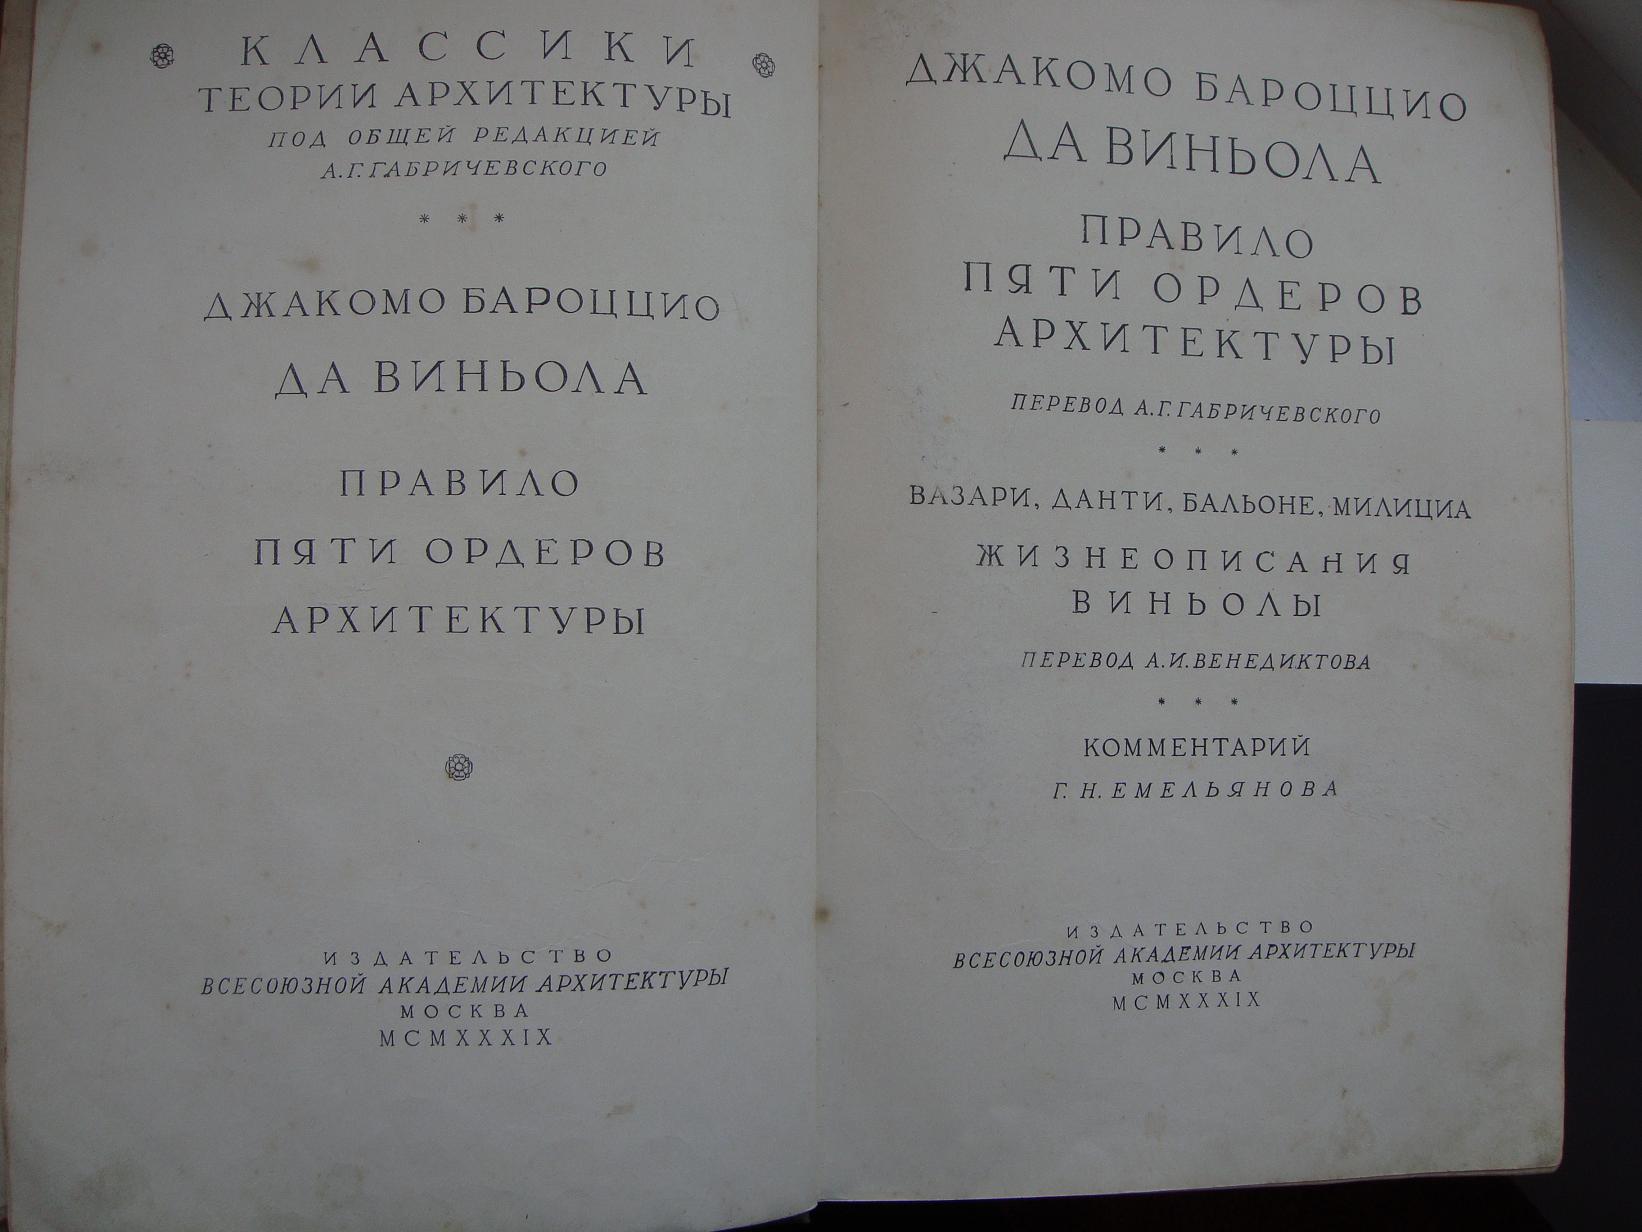 КЛАССИКИ
ТЕОРИИ АРХИТЕКТУРЫ
ПОД ОБЩЕЙ РЕДАКЦИЕЙ
А.Г.ГАБРИЧЕВСКОГО
* * *
ДЖАКОМО БАРОЦЦИО
ДА ВИНЬОЛА
ПРАВИЛО
ПЯТИ ОРДЕРОВ
АРХИТЕКТУРЫ
ИЗДАТЕЛЬСТВО
ВСЕСОЮЗНОЙ АКАДЕМИИ АРХИТЕКТУРЫ
МОСКВА
MCMXXXIX
ДЖАКОМО БАРОЦЦИО
ДА ВИНЬОЛА
ПРАВИЛО
ПЯТИ ОРДЕРОВ
АРХИТЕКТУРЫ
ПЕРЕВОД А.Г.ГАБРИЧЕВСКОГО
* * *
ВАЗАРИ, ДАНТИ, БАЛЬОНЕ, МИЛИЦИА
ЖИЗНЕОПИСАНИЯ
ВИНЬОЛЫ
ПЕРЕВОД А.И.ВЕНЕДИКТОВА
* * *
КОММЕНТАРИЙ
Г. Н. ЕМЕЛЬЯНОВА
ИЗДАТЕЛЬСТВО
ВСЕСОЮЗНОЙ АКАДЕМИИ АРХИТЕКТУРЫ
МОСКВА
MCMXXXIX